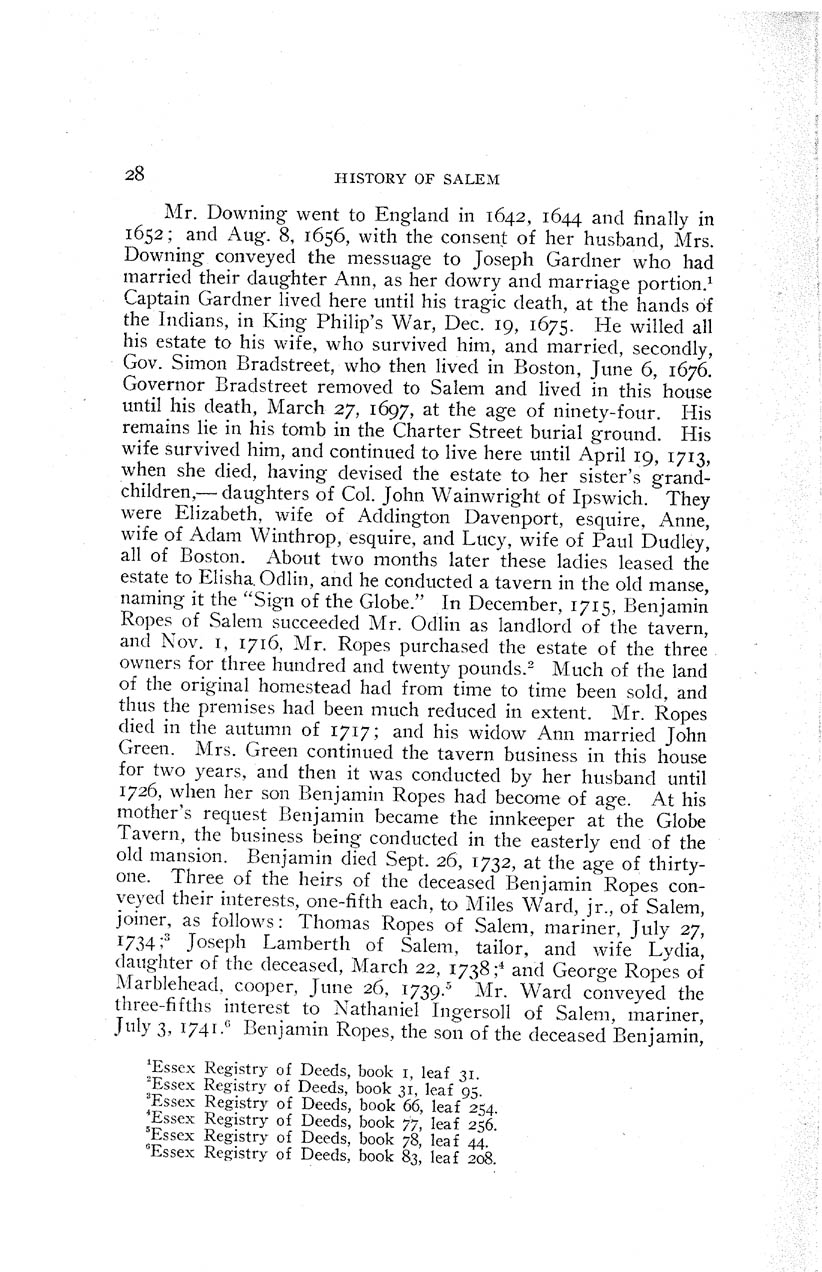 28 HISTORY OF SALEM
Mr. Downing went to England in 1642, 1644 and finally in
1652; and Aug. 8, 1656, with the consent of her husband, Mrs.
Downing conveyed the messuage to Joseph Gardner who had
married their daughter Ann, as her dowry and marriage portion.¹
Captain Gardner lived here until his tragic death, at the hands of
the Indians, in King Philip's War, Dec. 19, 1675. He willed all
his estate to his wife, who survived him, and married, secondly,
Gov. Simon Bradstreet, who then lived in Boston, June 6, 1676.
Governor Bradstreet removed to Salem and lived in this house
until his death, March 27, 1697, at the age of ninety-four. His
remains lie in his tomb in the Charter Street burial ground. His
wife survived him, and continued to live here until April 19, 1713,
when she died, having devised the estate to her sister's grand-
children,— daughters of Col. John Wainwright of Ipswich. They
were Elizabeth, wife of Addington Davenport, esquire, Anne,
wife of Adam Winthrop, esquire, and Lucy, wife of Paul Dudley,
all of Boston. About two months later these ladies leased the
estate to Elisha Odlin, and he conducted a tavern in the old manse,
naming it the "Sign of the Globe." In December, 1715, Benjamin
Ropes of Salem succeeded Mr. Odlin as landlord of the tavern,
and Nov. 1, 1716, Mr. Ropes purchased the estate of the three
owners for three hundred and twenty pounds.² Much of the land
of the original homestead had from time to time been sold, and
thus the premises had been much reduced in extent. Mr. Ropes
died in the autumn of 1717; and his widow Ann married John
Green. Mrs. Green continued the tavern business in this house
for two years, and then it was conducted by her husband until
1726, when her son Benjamin Ropes had become of age. At his
mother's request Benjamin became the innkeeper at the Globe
Tavern, the business being conducted in the easterly end of the
old mansion. Benjamin died Sept. 26, 1732, at the age of thirty-
one. Three of the heirs of the deceased Benjamin Ropes con-
veyed their interests, one-fifth each, to Miles Ward, jr., of Salem,
joiner, as follows: Thomas Ropes of Salem, mariner, July 27,
1734;³ Joseph Lamberth of Salem, tailor, and wife Lydia,
daughter of the deceased, March 22, 1738;⁴ and George Ropes of
Marblehead, cooper, June 26, 1739.⁵ Mr. Ward conveyed the
three-fifths interest to Nathaniel Ingersoll of Salem, mariner,
July 3, 1741.⁶ Benjamin Ropes, the son of the deceased Benjamin,
¹Essex Registry of Deeds, book 1, leaf 31.
²Essex Registry of Deeds, book 31, leaf 95.
³Essex Registry of Deeds, book 66, leaf 254.
⁴Essex Registry of Deeds, book 77, leaf 256.
⁵Essex Registry of Deeds, book 78, leaf 44.
⁶Essex Registry of Deeds, book 83, leaf 208.